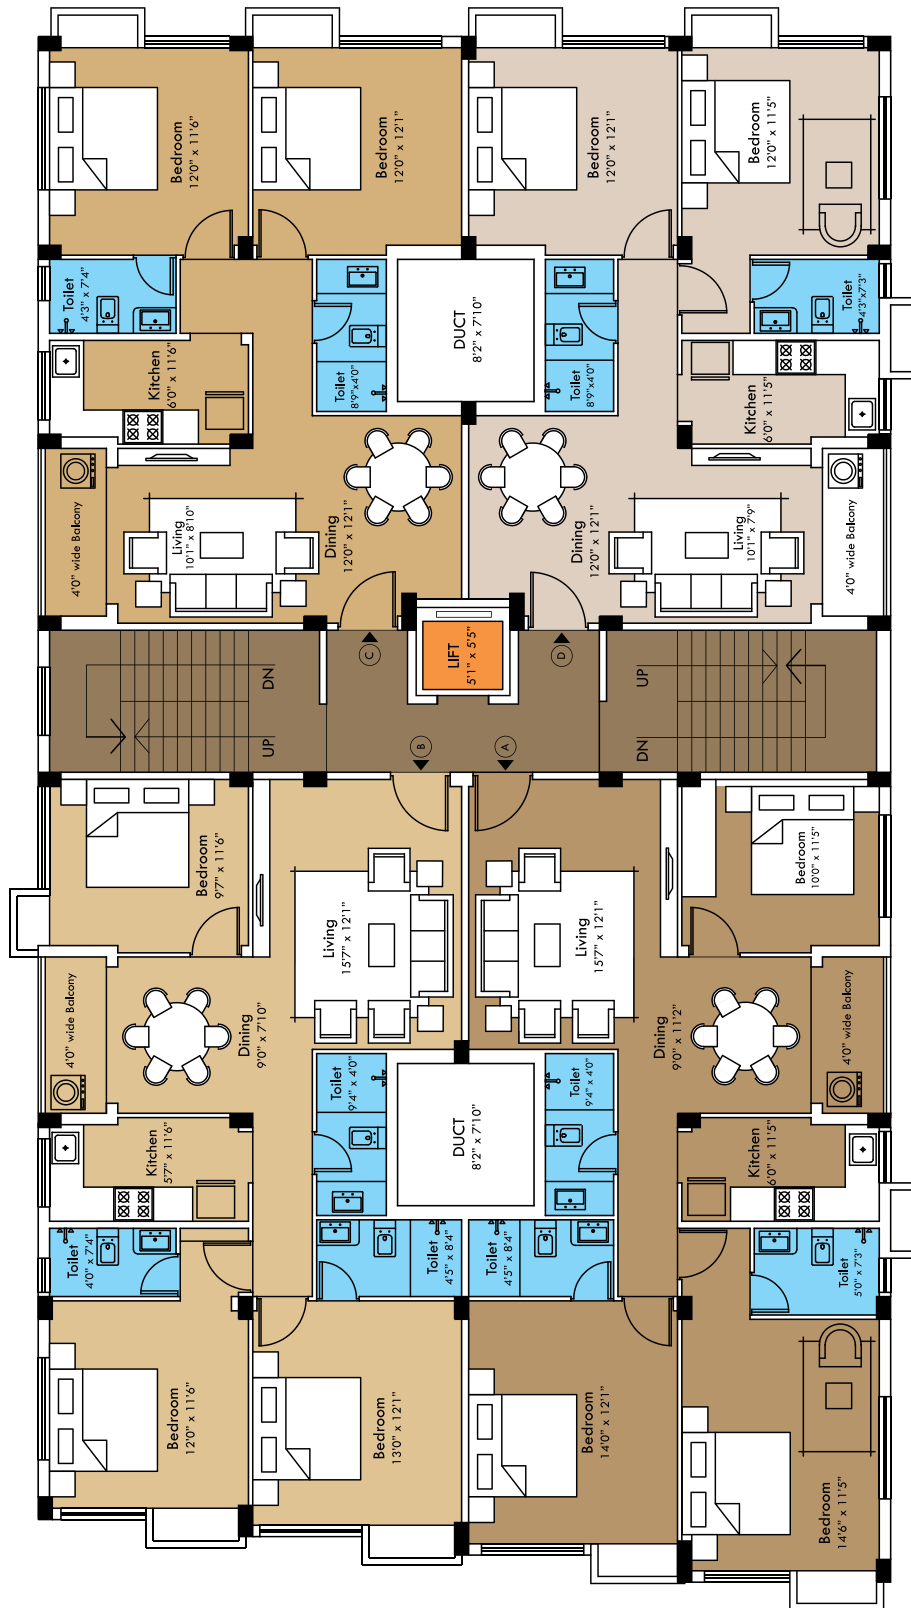 Bedroom
12'0" x 11'6"
Bedroom
12'0" x 12'1"
Bedroom
12'0" x 12'1"
Bedroom
12'0" x 11'5"
Toilet
4'3" x 7'4"
Toilet
8'9"x4'0"
DUCT
8'2" x 7'10"
Toilet
8'9"x4'0"
Toilet
4'3"x7'3"
Kitchen
6'0" x 11'6"
Kitchen
6'0" x 11'5"
4'0" wide Balcony
Living
10'1" x 8'10"
Dining
12'0" x 12'1"
Dining
12'0" x 12'1"
Living
10'1" x 7'9"
4'0" wide Balcony
DN
UP
C
LIFT
5'1" x 5'5"
D
B
A
UP
DN
Bedroom
9'7" x 11'6"
Living
15'7" x 12'1"
Living
15'7" x 12'1"
Bedroom
10'0" x 11'5"
4'0" wide Balcony
Dining
9'0" x 7'10"
Dining
9'0" x 11'2"
4'0" wide Balcony
Kitchen
5'7" x 11'6"
Toilet
9'4" x 4'0"
DUCT
8'2" x 7'10"
Toilet
9'4" x 4'0"
Kitchen
6'0" x 11'5"
Toilet
4'0" x 7'4"
Toilet
4'5" x 8'4"
Toilet
4'5" x 8'4"
Toilet
5'0" x 7'3"
Bedroom
12'0" x 11'6"
Bedroom
13'0" x 12'1"
Bedroom
14'0" x 12'1"
Bedroom
14'6" x 11'5"